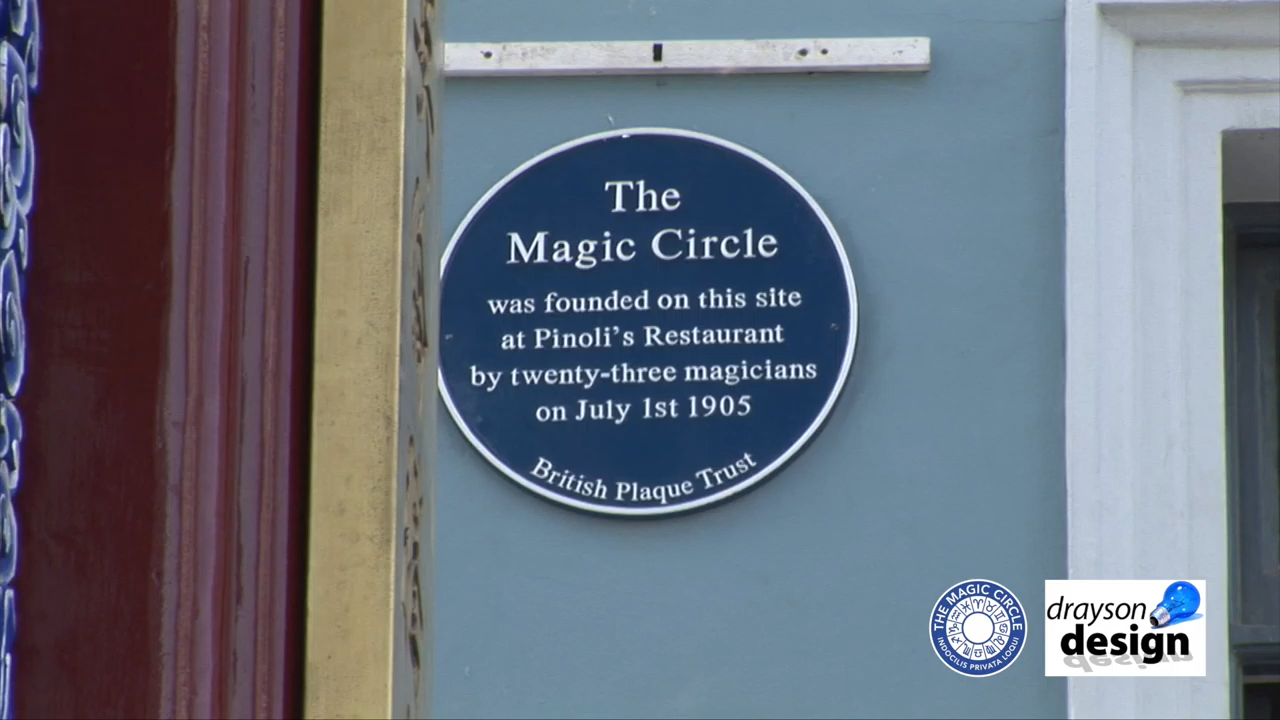 The
Magic Circle
was founded on this site
at Pinoli's Restaurant
by twenty-three magicians
on July 1st 1905
British Plaque Trust
THE MAGIC CIRCLE
INDOCILIS PRIVATA LOQUI
drayson
design